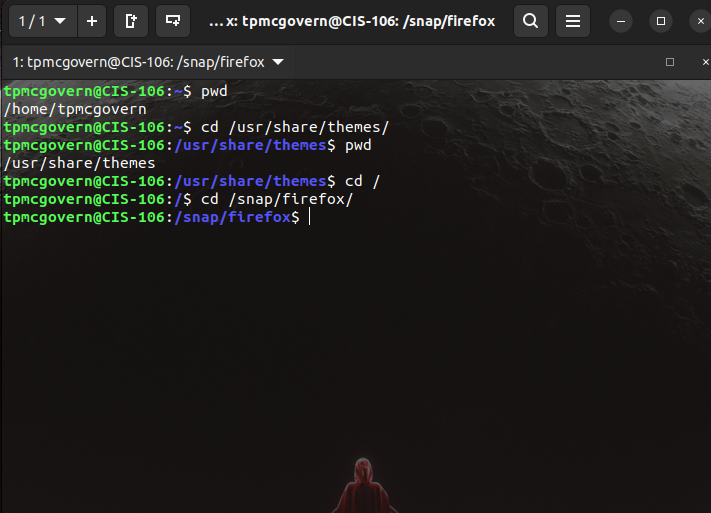 1 / 1
...x: tpmcgovern@CIS-106: /snap/firefox
1: tpmcgovern@CIS-106: /snap/firefox
tpmcgovern@CIS-106:~$ pwd
/home/tpmcgovern
tpmcgovern@CIS-106:~$ cd /usr/share/themes/
tpmcgovern@CIS-106:/usr/share/themes$ pwd
/usr/share/themes
tpmcgovern@CIS-106:/usr/share/themes$ cd /
tpmcgovern@CIS-106:/$ cd /snap/firefox/
tpmcgovern@CIS-106:/snap/firefox$